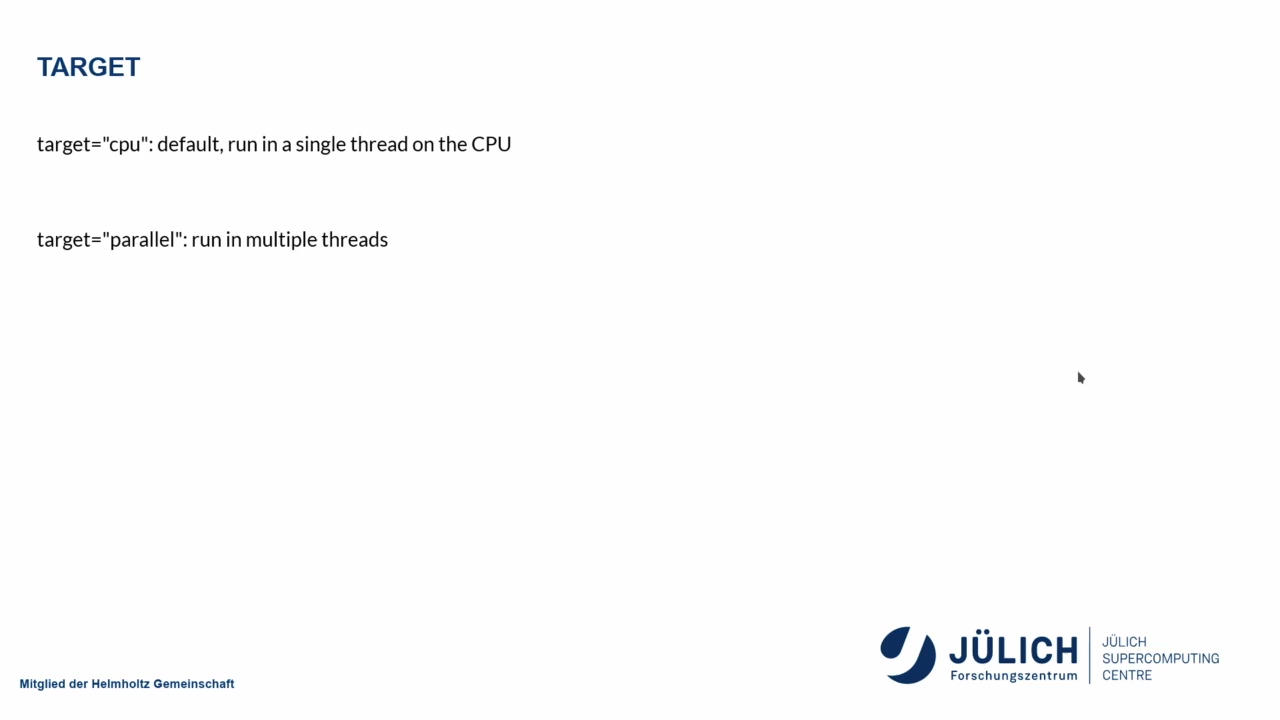 TARGET
target="cpu": default, run in a single thread on the CPU
target="parallel": run in multiple threads
JÜLICH
Forschungszentrum
JÜLICH
SUPERCOMPUTING
CENTRE
Mitglied der Helmholtz Gemeinschaft